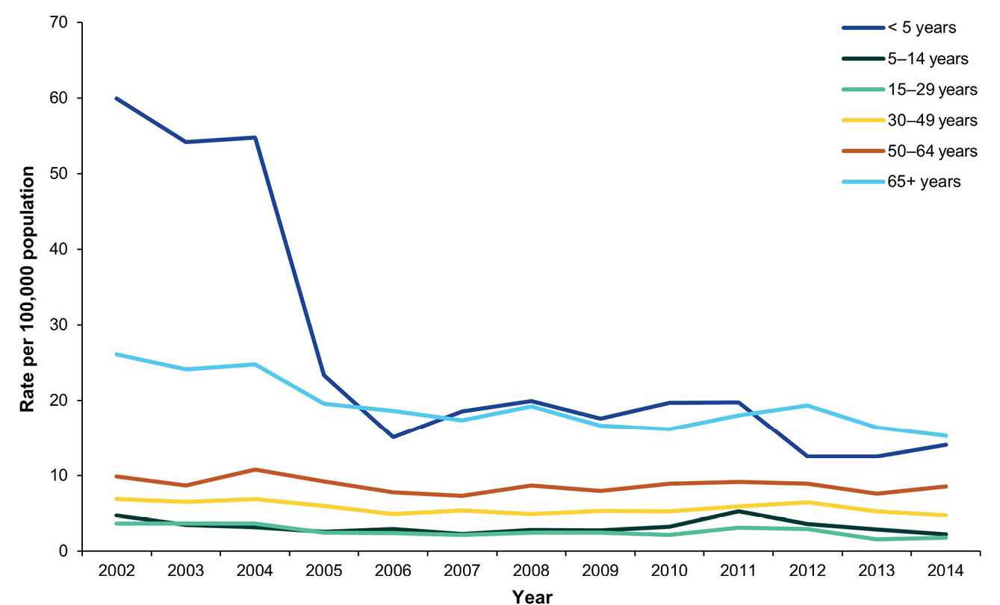 70
60
50
40
30
20
10
0
Rate per 100,000 population
< 5 years
5–14 years
15–29 years
30–49 years
50–64 years
65+ years
2002 2003 2004 2005 2006 2007 2008 2009 2010 2011 2012 2013 2014
Year